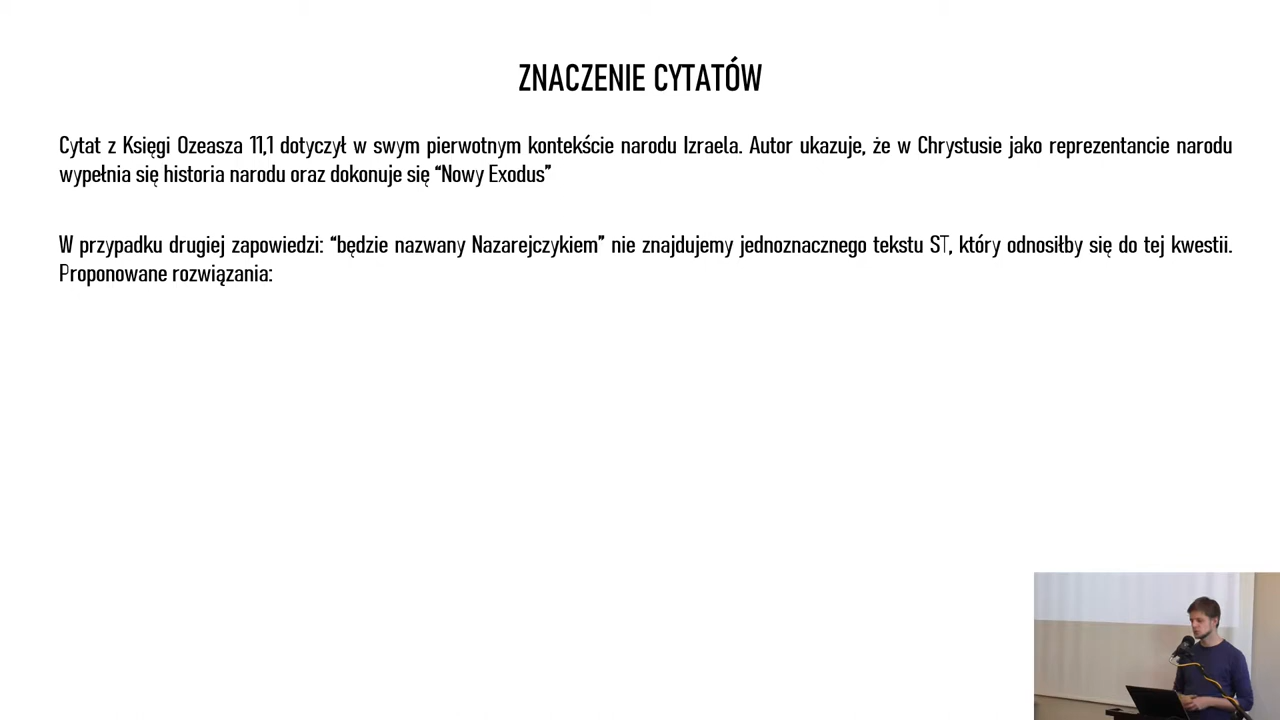 ZNACZENIE CYTATÓW
Cytat z Księgi Ozeasza 11,1 dotyczył w swym pierwotnym kontekście narodu Izraela. Autor ukazuje, że w Chrystusie jako reprezentancie narodu
wypełnia się historia narodu oraz dokonuje się “Nowy Exodus”
W przypadku drugiej zapowiedzi: “będzie nazwany Nazarejczykiem” nie znajdujemy jednoznacznego tekstu ST, który odnosiłby się do tej kwestii.
Proponowane rozwiązania: